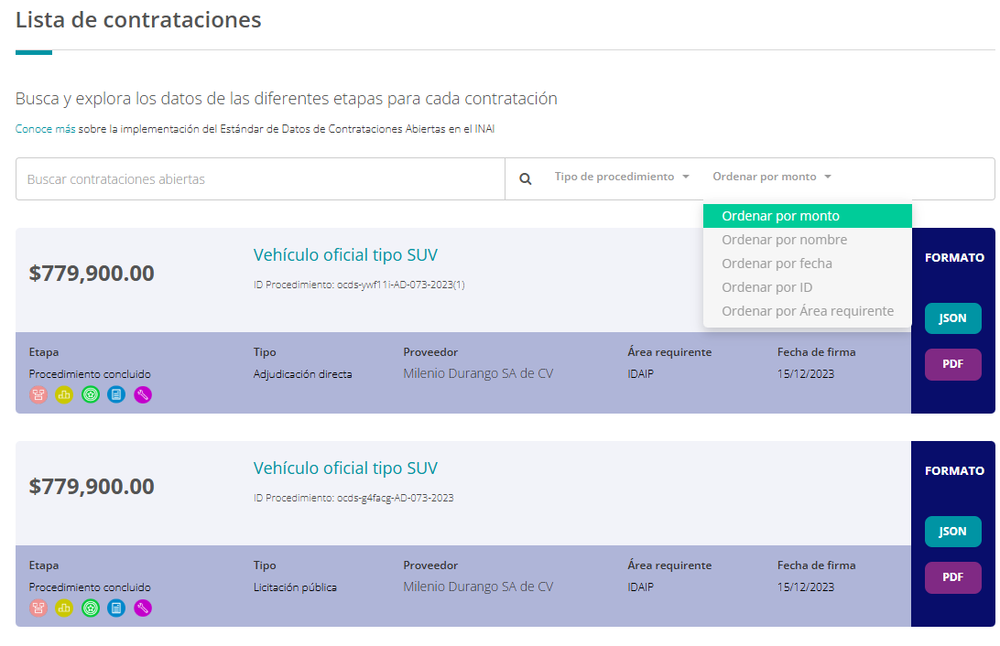 Lista de contrataciones
Busca y explora los datos de las diferentes etapas para cada contratación
Conoce más sobre la implementación del Estándar de Datos de Contrataciones Abiertas en el INAI
Buscar contrataciones abiertas
Tipo de procedimiento
Ordenar por monto
Ordenar por monto
Ordenar por nombre
Ordenar por fecha
Ordenar por ID
Ordenar por Área requirente
$779,900.00
Vehículo oficial tipo SUV
ID Procedimiento: ocds-ywf11i-AD-073-2023(1)
FORMATO
JSON
PDF
Etapa
Procedimiento concluido
Tipo
Adjudicación directa
Proveedor
Milenio Durango SA de CV
Área requirente
IDAIP
Fecha de firma
15/12/2023
$779,900.00
Vehículo oficial tipo SUV
ID Procedimiento: ocds-g4facg-AD-073-2023
FORMATO
JSON
PDF
Etapa
Procedimiento concluido
Tipo
Licitación pública
Proveedor
Milenio Durango SA de CV
Área requirente
IDAIP
Fecha de firma
15/12/2023